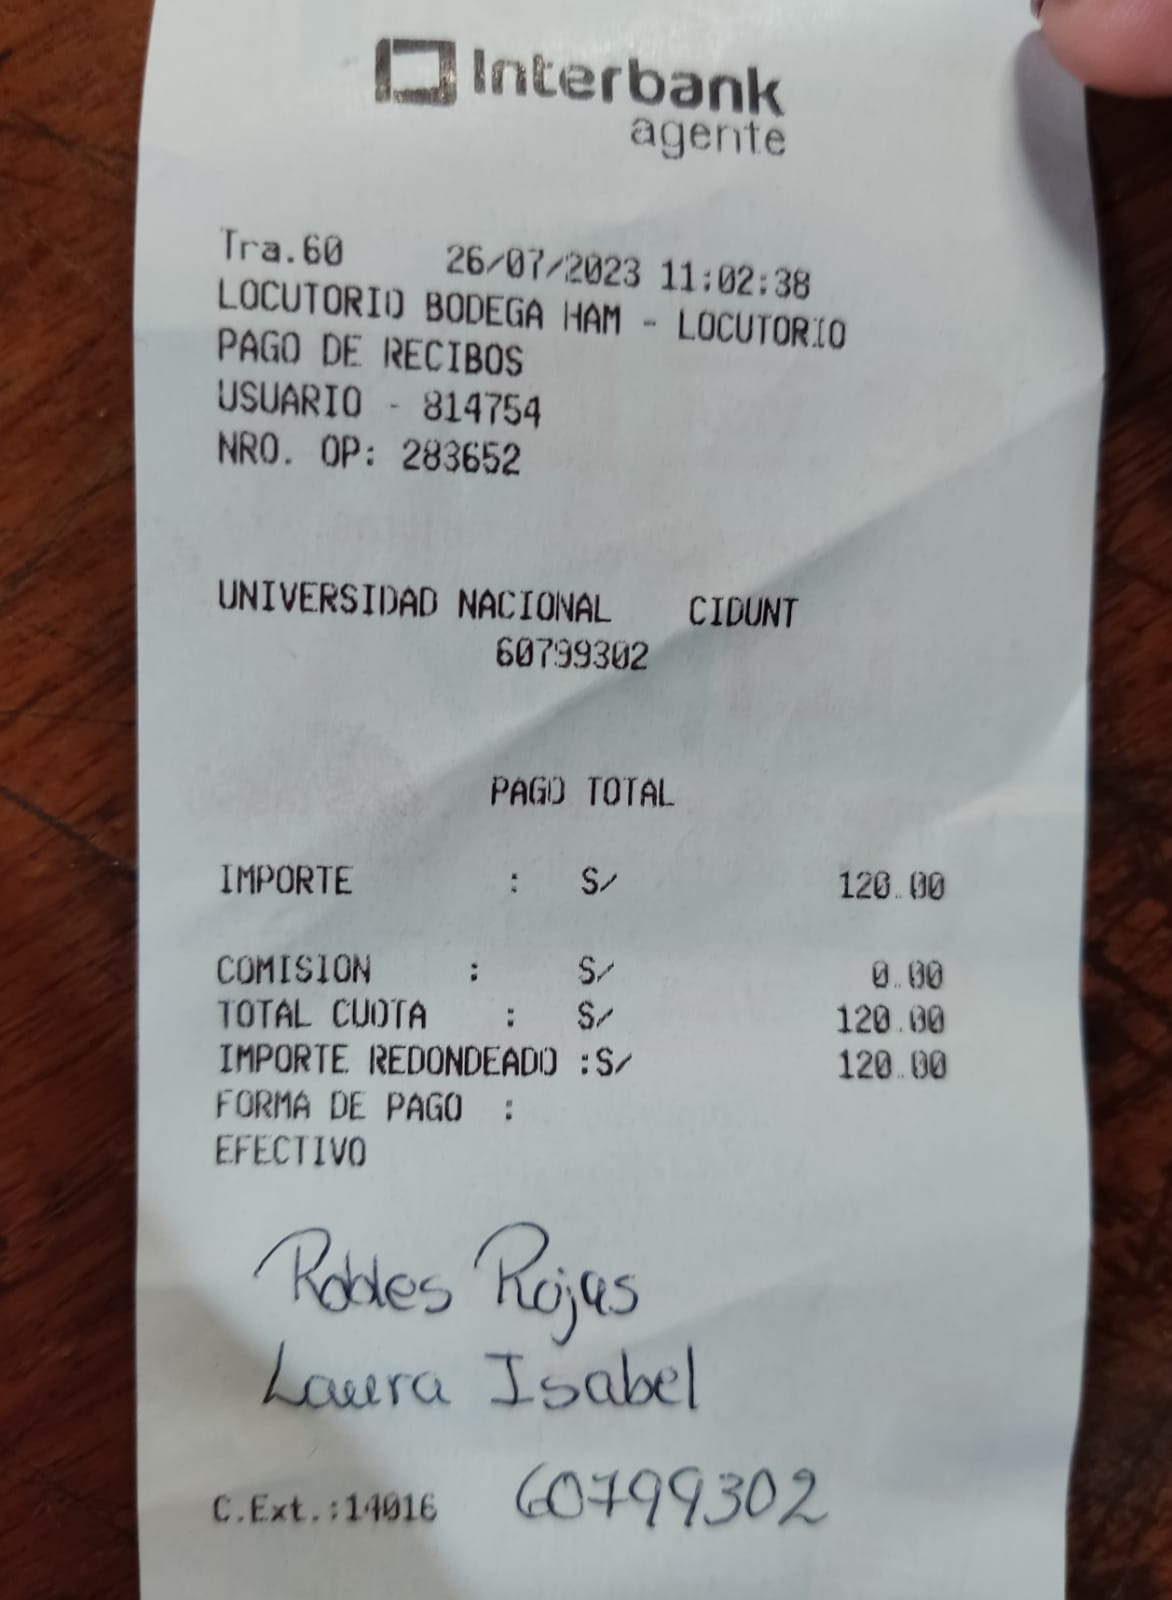 Interbank
agente
Tra.60 26/07/2023 11:02:38
LOCUTORIO BODEGA HAM - LOCUTORIO
PAGO DE RECIBOS
USUARIO - 814754
NRO. OP: 283652
UNIVERSIDAD NACIONAL CIDUNT
60799302
PAGO TOTAL
IMPORTE : S/ 120.00
COMISION : S/ 0.00
TOTAL CUOTA : S/ 120.00
IMPORTE REDONDEADO :S/ 120.00
FORMA DE PAGO :
EFECTIVO
Robles Rojas
Laura Isabel
C.Ext.:14016 60799302